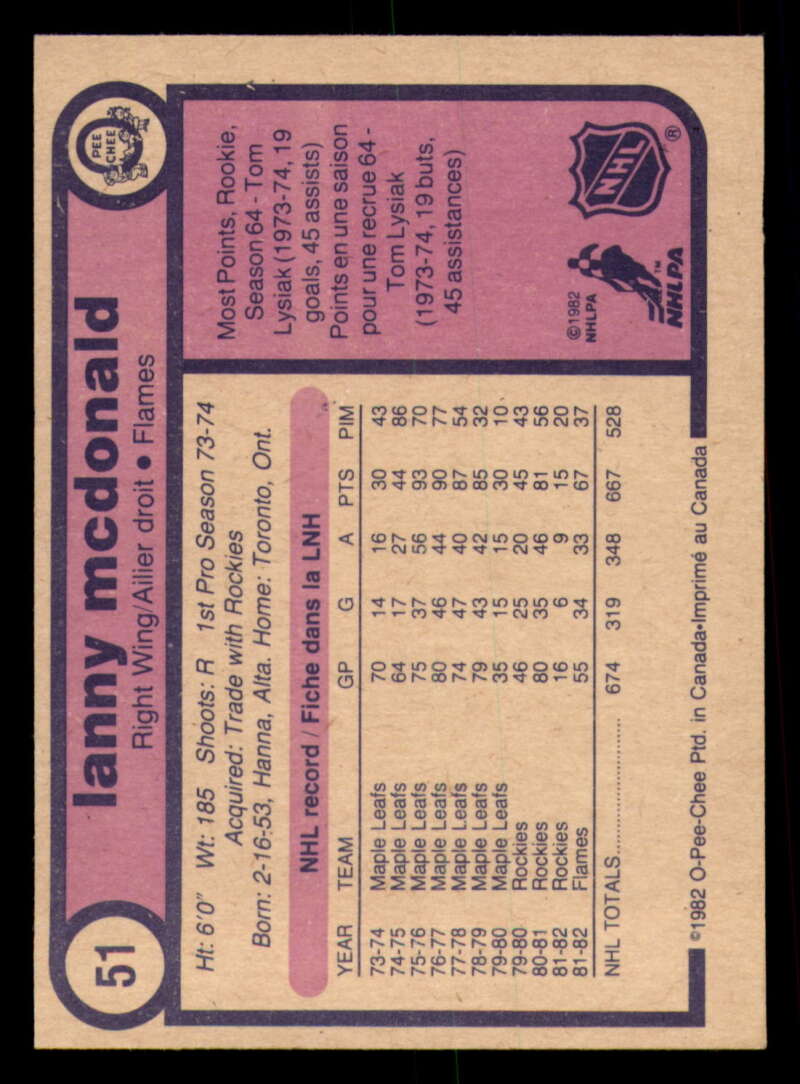 51
lanny mcdonald
Right Wing/Ailier droit • Flames
O
PEE
CHEE
Ht: 6'0" Wt: 185 Shoots: R 1st Pro Season 73-74
Acquired: Trade with Rockies
Born: 2-16-53, Hanna, Alta. Home: Toronto, Ont.
NHL record / Fiche dans la LNH
YEAR TEAM GP G A PTS PIM
73-74 Maple Leafs 70 14 16 30 43
74-75 Maple Leafs 64 17 27 44 86
75-76 Maple Leafs 75 37 56 93 70
76-77 Maple Leafs 80 46 44 90 77
77-78 Maple Leafs 74 47 40 87 54
78-79 Maple Leafs 79 43 42 85 32
79-80 Maple Leafs 35 15 15 30 10
79-80 Rockies 46 25 20 45 43
80-81 Rockies 80 35 46 81 56
81-82 Rockies 16 6 9 15 20
81-82 Flames 55 34 33 67 37
NHL TOTALS.................... 674 319 348 667 528
Most Points, Rookie,
Season 64 - Tom
Lysiak (1973-74, 19
goals, 45 assists)
Points en une saison
pour une recrue 64 -
Tom Lysiak
(1973-74, 19 buts,
45 assistances)
©1982
NHLPA
NHLPA™
NHL®
©1982 O-Pee-Chee Ptd. in Canada•Imprimé au Canada